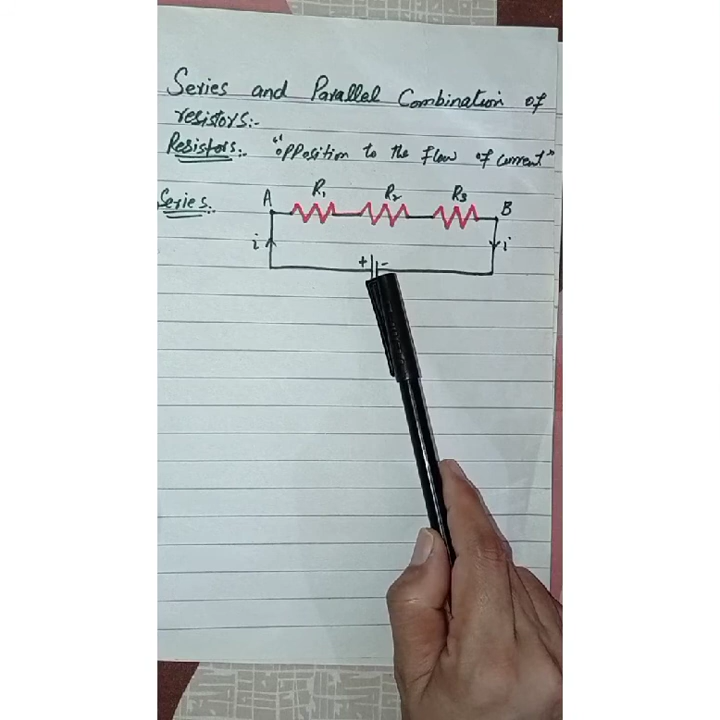 Series and Parallel Combination of
resistors:-
Resistors:- "opposition to the flow of current"
Series:
A R₁ R₂ R₃ B
i + - i